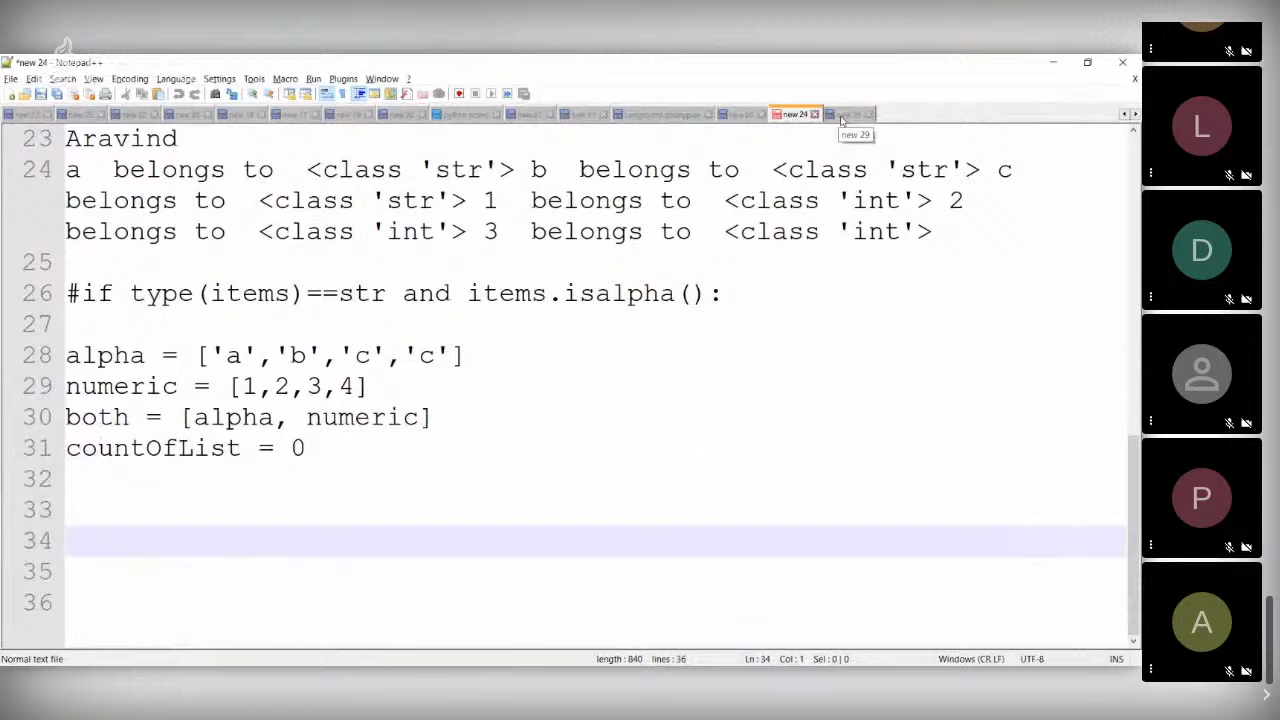 *new 24 - Notepad++
File Edit Search View Encoding Language Settings Tools Macro Run Plugins Window ?
X
new 24
new 29
23 Aravind
24 a  belongs to  <class 'str'> b  belongs to  <class 'str'> c
belongs to  <class 'str'> 1  belongs to  <class 'int'> 2
belongs to  <class 'int'> 3  belongs to  <class 'int'>
25
26 #if type(items)==str and items.isalpha():
27
28 alpha = ['a','b','c','c']
29 numeric = [1,2,3,4]
30 both = [alpha, numeric]
31 countOfList = 0
32
33
34
35
36
Normal text file length : 840 lines : 36 Ln : 34 Col : 1 Sel : 0 | 0 Windows (CR LF) UTF-8 INS
L
D
P
A